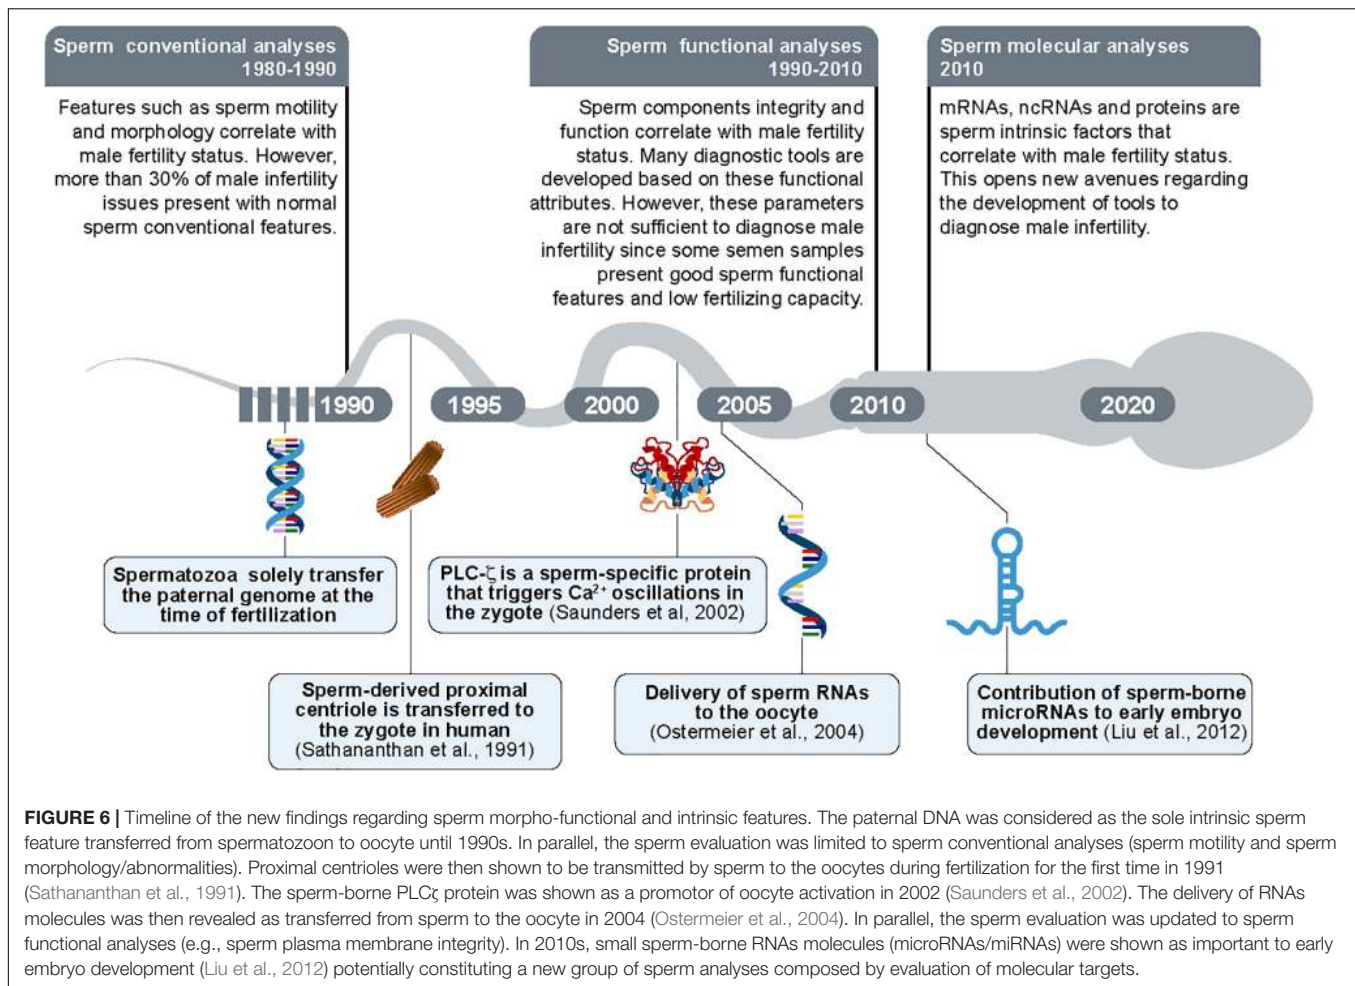 Sperm conventional analyses
1980-1990
Features such as sperm motility
and morphology correlate with
male fertility status. However,
more than 30% of male infertility
issues present with normal
sperm conventional features.
Sperm functional analyses
1990-2010
Sperm components integrity and
function correlate with male fertility
status. Many diagnostic tools are
developed based on these functional
attributes. However, these parameters
are not sufficient to diagnose male
infertility since some semen samples
present good sperm functional
features and low fertilizing capacity.
Sperm molecular analyses
2010
mRNAs, ncRNAs and proteins are
sperm intrinsic factors that
correlate with male fertility status.
This opens new avenues regarding
the development of tools to
diagnose male infertility.
1990
1995
2000
2005
2010
2020
Spermatozoa solely transfer
the paternal genome at the
time of fertilization
Sperm-derived proximal
centriole is transferred to
the zygote in human
(Sathananthan et al., 1991)
PLC-ζ is a sperm-specific protein
that triggers Ca²⁺ oscillations in
the zygote (Saunders et al, 2002)
Delivery of sperm RNAs
to the oocyte
(Ostermeier et al., 2004)
Contribution of sperm-borne
microRNAs to early embryo
development (Liu et al., 2012)
FIGURE 6 | Timeline of the new findings regarding sperm morpho-functional and intrinsic features. The paternal DNA was considered as the sole intrinsic sperm
feature transferred from spermatozoon to oocyte until 1990s. In parallel, the sperm evaluation was limited to sperm conventional analyses (sperm motility and sperm
morphology/abnormalities). Proximal centrioles were then shown to be transmitted by sperm to the oocytes during fertilization for the first time in 1991
(Sathananthan et al., 1991). The sperm-borne PLCζ protein was shown as a promotor of oocyte activation in 2002 (Saunders et al., 2002). The delivery of RNAs
molecules was then revealed as transferred from sperm to the oocyte in 2004 (Ostermeier et al., 2004). In parallel, the sperm evaluation was updated to sperm
functional analyses (e.g., sperm plasma membrane integrity). In 2010s, small sperm-borne RNAs molecules (microRNAs/miRNAs) were shown as important to early
embryo development (Liu et al., 2012) potentially constituting a new group of sperm analyses composed by evaluation of molecular targets.